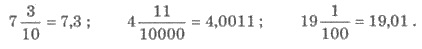 7 3/10 = 7,3 ; 4 11/10000 = 4,0011 ; 19 1/100 = 19,01 .